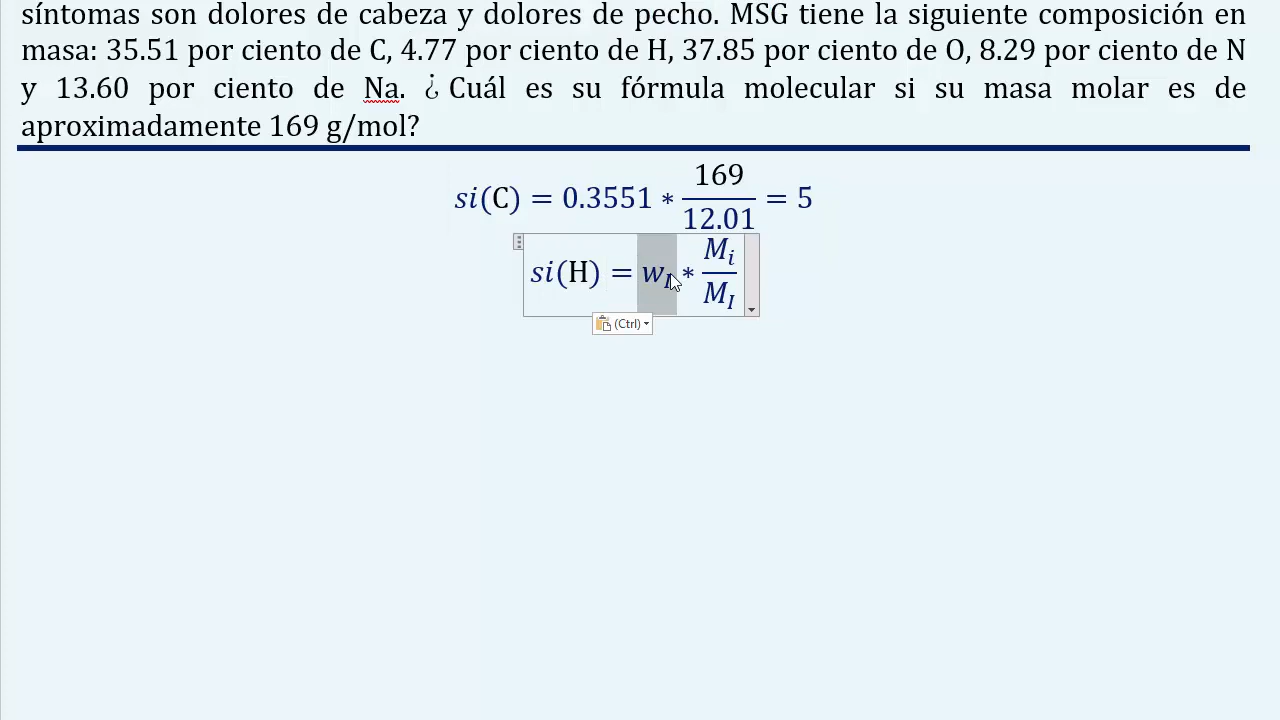 síntomas son dolores de cabeza y dolores de pecho. MSG tiene la siguiente composición en
masa: 35.51 por ciento de C, 4.77 por ciento de H, 37.85 por ciento de O, 8.29 por ciento de N
y 13.60 por ciento de Na. ¿ Cuál es su fórmula molecular si su masa molar es de
aproximadamente 169 g/mol?
si(C) = 0.3551 * 169/12.01 = 5
si(H) = w_I * M_i/M_I
(Ctrl)